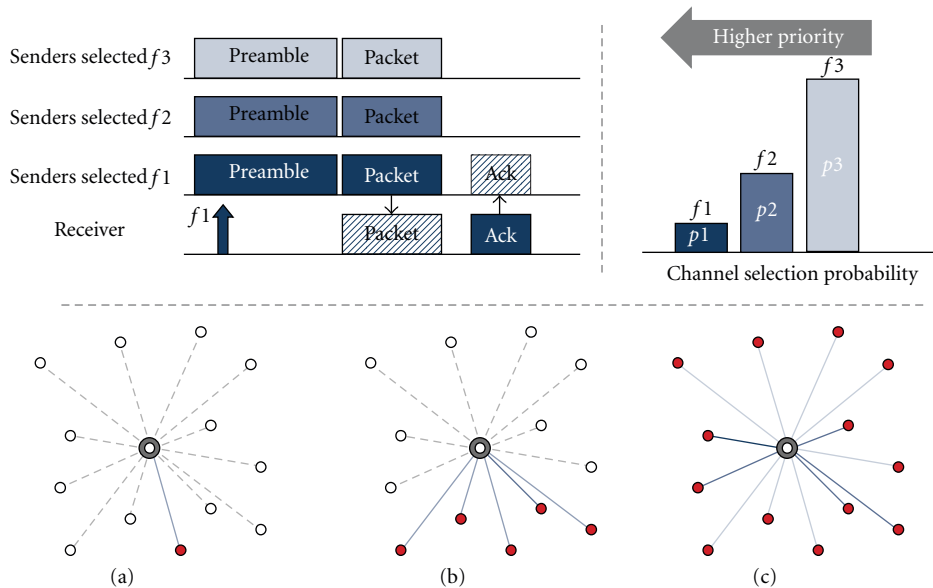 Senders selected f3
Preamble
Packet
Senders selected f2
Preamble
Packet
Senders selected f1
Preamble
Packet
Ack
Receiver
f1
Packet
Ack
Higher priority
f3
f2
f1
p3
p2
p1
Channel selection probability
(a)
(b)
(c)